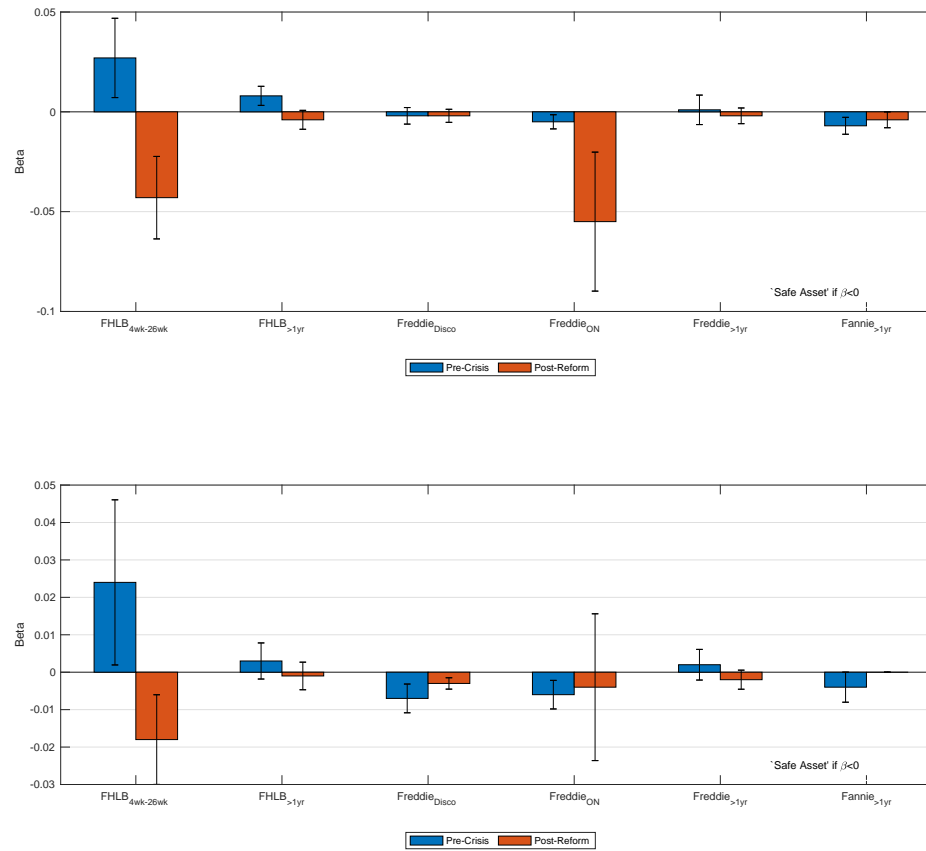 0.05
0
-0.05
-0.1
Beta
`Safe Asset' if β<0
FHLB4wk-26wk FHLB>1yr FreddieDisco FreddieON Freddie>1yr Fannie>1yr
Pre-Crisis Post-Reform
0.05
0.04
0.03
0.02
0.01
0
-0.01
-0.02
-0.03
Beta
`Safe Asset' if β<0
FHLB4wk-26wk FHLB>1yr FreddieDisco FreddieON Freddie>1yr Fannie>1yr
Pre-Crisis Post-Reform